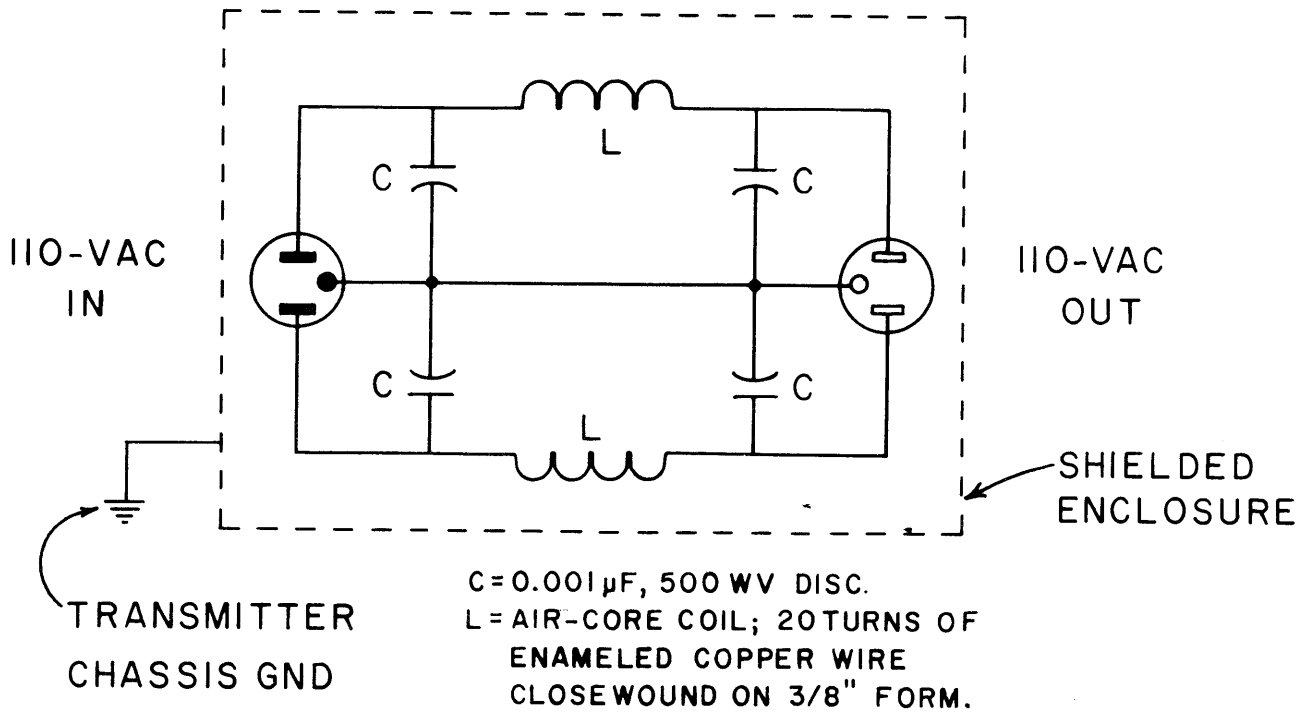 L
C
C
110-VAC
IN
110-VAC
OUT
C
C
L
SHIELDED
ENCLOSURE
TRANSMITTER
CHASSIS GND
C=0.001µF, 500 WV DISC.
L=AIR-CORE COIL; 20 TURNS OF
ENAMELED COPPER WIRE
CLOSEWOUND ON 3/8" FORM.